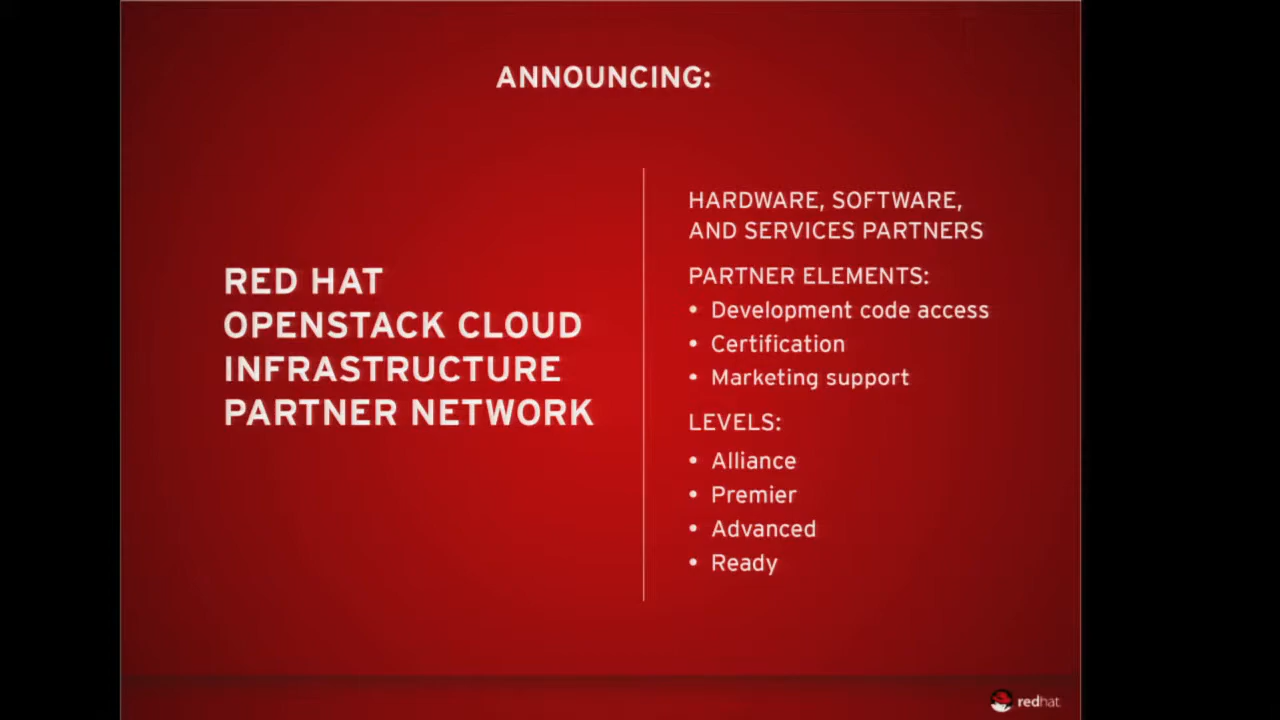 ANNOUNCING:
RED HAT
OPENSTACK CLOUD
INFRASTRUCTURE
PARTNER NETWORK
HARDWARE, SOFTWARE,
AND SERVICES PARTNERS
PARTNER ELEMENTS:
• Development code access
• Certification
• Marketing support
LEVELS:
• Alliance
• Premier
• Advanced
• Ready
redhat